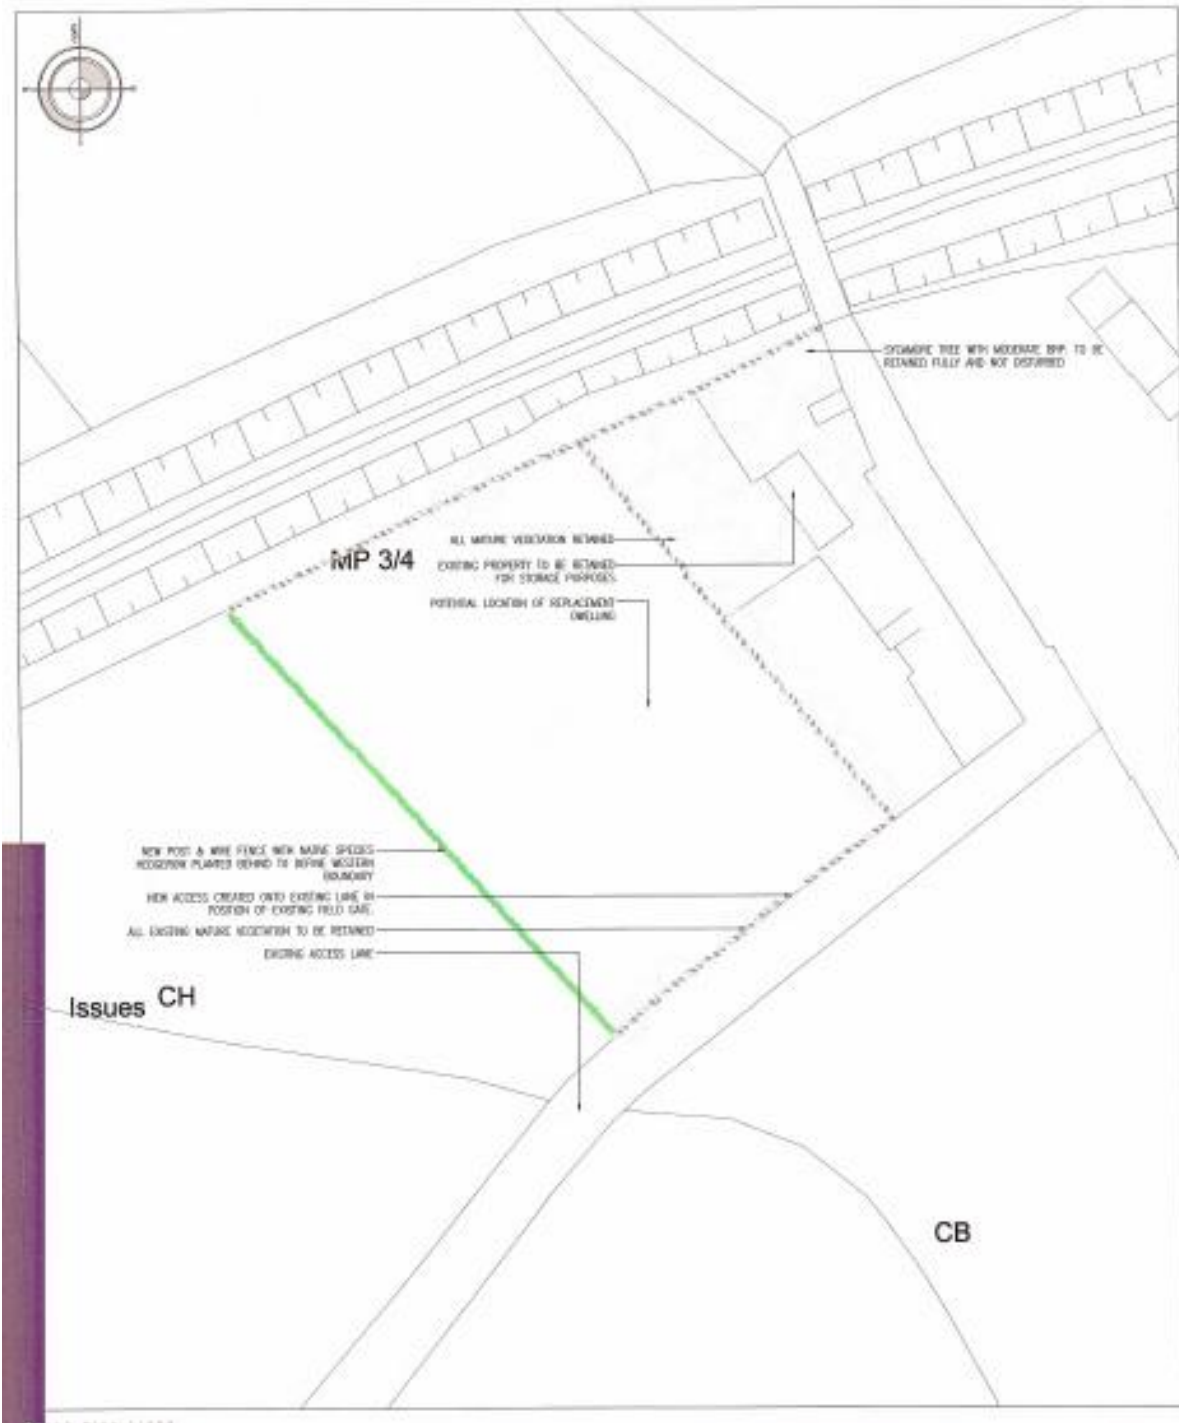 SYCAMORE TREE WITH MODERATE BRP. TO BE
RETAINED FULLY AND NOT DISTURBED
ALL MATURE VEGETATION RETAINED
MP 3/4
EXISTING PROPERTY TO BE RETAINED
FOR STORAGE PURPOSES.
POTENTIAL LOCATION OF REPLACEMENT
DWELLING
NEW POST & WIRE FENCE WITH NATIVE SPECIES
HEDGEROW PLANTED BEHIND TO DEFINE WESTERN
BOUNDARY
NEW ACCESS CREATED ONTO EXISTING LANE IN
POSITION OF EXISTING FIELD GATE.
ALL EXISTING MATURE VEGETATION TO BE RETAINED
EXISTING ACCESS LANE
Issues CH
CB